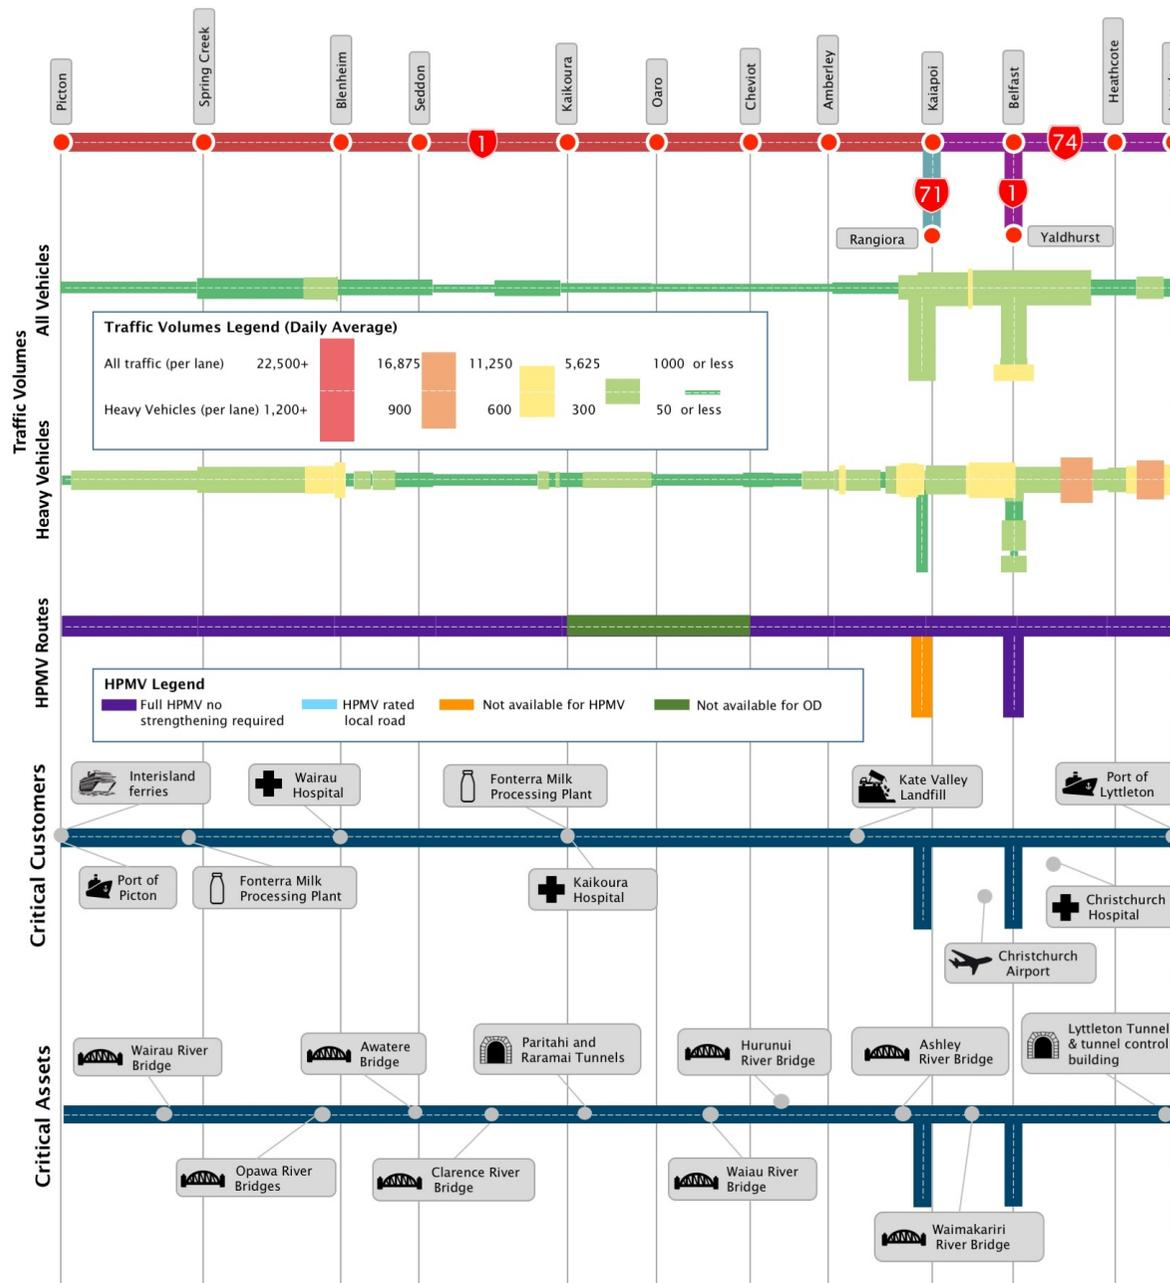 Picton
Spring Creek
Blenheim
Seddon
Kaikoura
Oaro
Cheviot
Amberley
Kaiapoi
Belfast
Heathcote
1
74
71
1
Rangiora
Yaldhurst
Traffic Volumes
All Vehicles
Traffic Volumes Legend (Daily Average)
All traffic (per lane) 22,500+ 16,875 11,250 5,625 1000 or less
Heavy Vehicles (per lane) 1,200+ 900 600 300 50 or less
Heavy Vehicles
HPMV Routes
HPMV Legend
Full HPMV no
strengthening required
HPMV rated
local road
Not available for HPMV
Not available for OD
Critical Customers
Interisland
ferries
Wairau
Hospital
Fonterra Milk
Processing Plant
Kate Valley
Landfill
Port of
Lyttleton
Port of
Picton
Fonterra Milk
Processing Plant
Kaikoura
Hospital
Christchurch
Hospital
Christchurch
Airport
Critical Assets
Wairau River
Bridge
Awatere
Bridge
Paritahi and
Raramai Tunnels
Hurunui
River Bridge
Ashley
River Bridge
Lyttleton Tunnel
& tunnel control
building
Opawa River
Bridges
Clarence River
Bridge
Waiau River
Bridge
Waimakariri
River Bridge